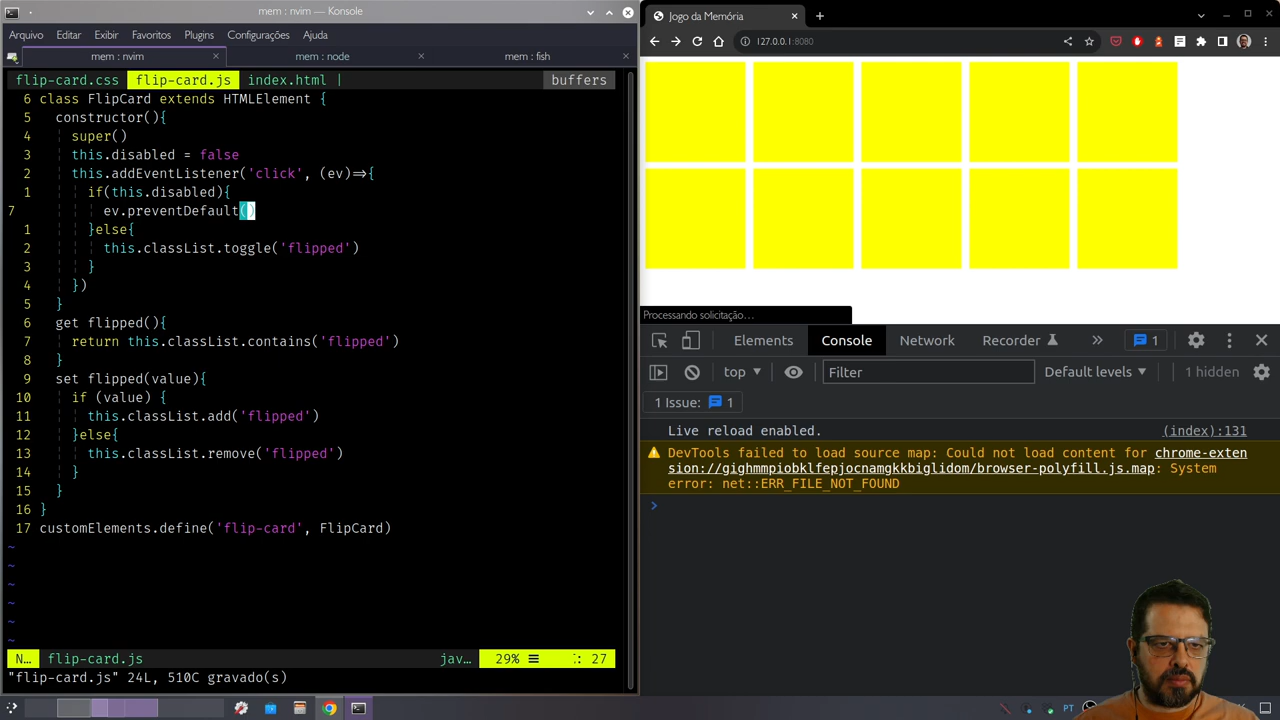 mem : nvim — Konsole
Arquivo Editar Exibir Favoritos Plugins Configurações Ajuda
mem : nvim
mem : node
mem : fish
flip-card.css flip-card.js index.html | buffers
6 class FlipCard extends HTMLElement {
5 constructor(){
4 super()
3 this.disabled = false
2 this.addEventListener('click', (ev)=>{
1 if(this.disabled){
7 ev.preventDefault()
1 }else{
2 this.classList.toggle('flipped')
3 }
4 })
5 }
6 get flipped(){
7 return this.classList.contains('flipped')
8 }
9 set flipped(value){
10 if (value) {
11 this.classList.add('flipped')
12 }else{
13 this.classList.remove('flipped')
14 }
15 }
16 }
17 customElements.define('flip-card', FlipCard)
~
~
~
~
~
~
N… flip-card.js jav… 29% ☰ : 27
"flip-card.js" 24L, 510C gravado(s)
Jogo da Memória
127.0.0.1:8080
Processando solicitação…
Elements Console Network Recorder » 1
top Filter Default levels 1 hidden
1 Issue: 1
Live reload enabled. (index):131
DevTools failed to load source map: Could not load content for chrome-exten
sion://gighmmpiobklfepjocnamgkkbiglidom/browser-polyfill.js.map: System
error: net::ERR_FILE_NOT_FOUND
>
PT